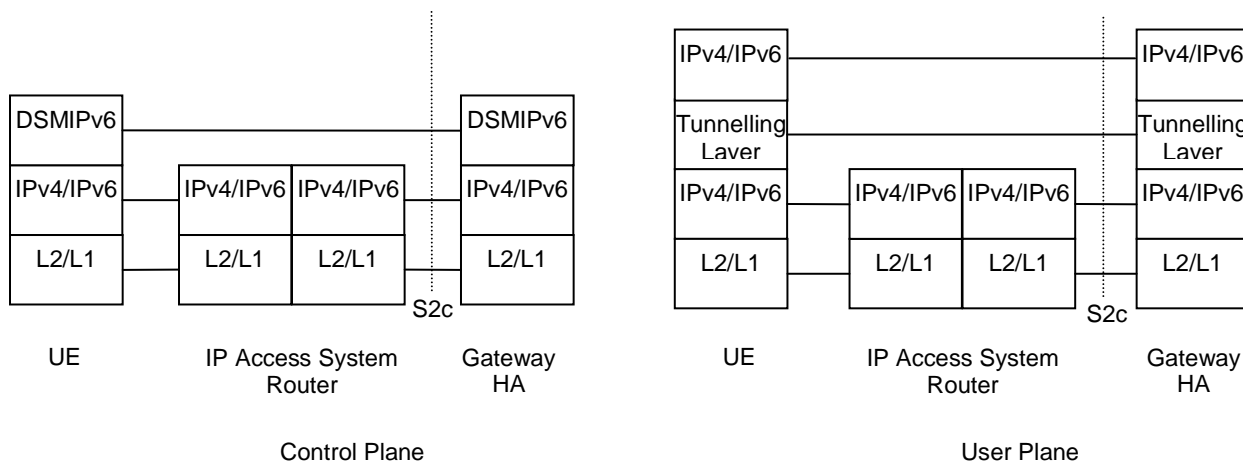 DSMIPv6 DSMIPv6
IPv4/IPv6 IPv4/IPv6 IPv4/IPv6 IPv4/IPv6
L2/L1 L2/L1 L2/L1 L2/L1
S2c
UE IP Access System Gateway
Router HA
Control Plane
IPv4/IPv6 IPv4/IPv6
Tunnelling Tunnelling
Layer Layer
IPv4/IPv6 IPv4/IPv6 IPv4/IPv6 IPv4/IPv6
L2/L1 L2/L1 L2/L1 L2/L1
S2c
UE IP Access System Gateway
Router HA
User Plane